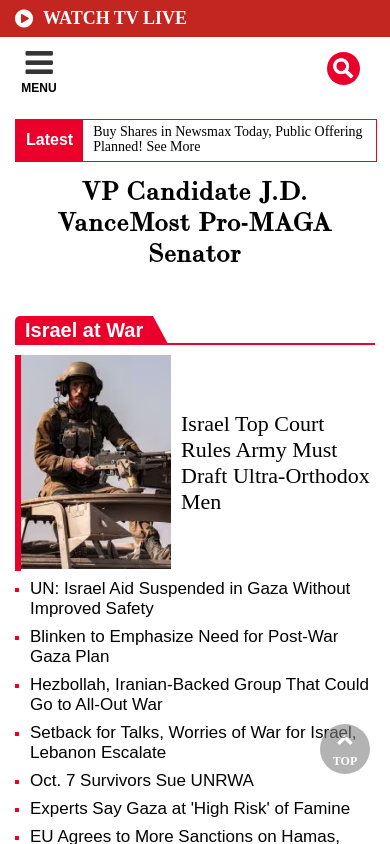 WATCH TV LIVE
MENU
Latest
Buy Shares in Newsmax Today, Public Offering
Planned! See More
VP Candidate J.D.
VanceMost Pro-MAGA
Senator
Israel at War
Israel Top Court
Rules Army Must
Draft Ultra-Orthodox
Men
UN: Israel Aid Suspended in Gaza Without
Improved Safety
Blinken to Emphasize Need for Post-War
Gaza Plan
Hezbollah, Iranian-Backed Group That Could
Go to All-Out War
Setback for Talks, Worries of War for Israel,
Lebanon Escalate
TOP
Oct. 7 Survivors Sue UNRWA
Experts Say Gaza at 'High Risk' of Famine
EU Agrees to More Sanctions on Hamas,